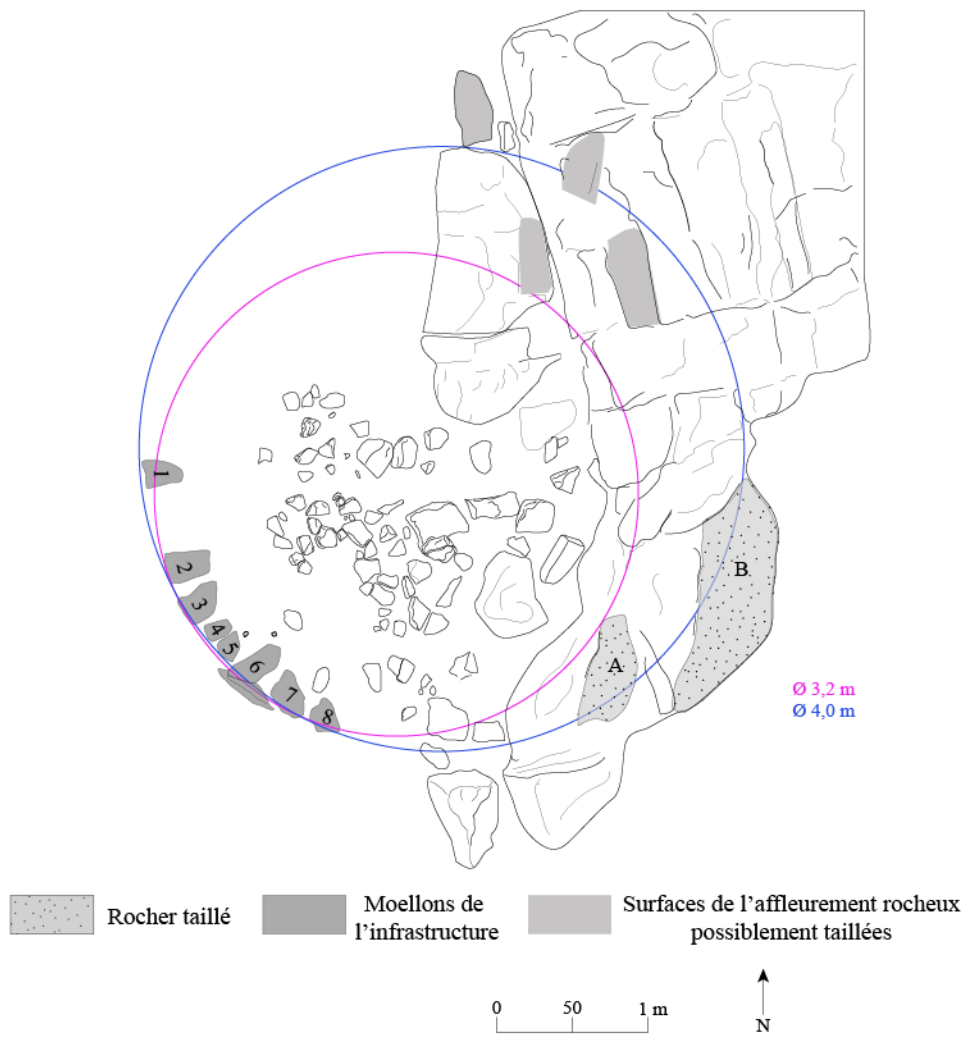 1
2
3
4
5
6
7
8
A
B
Ø 3,2 m
Ø 4,0 m
Rocher taillé
Moellons de
l’infrastructure
Surfaces de l’affleurement rocheux
possiblement taillées
0 50 1 m
N